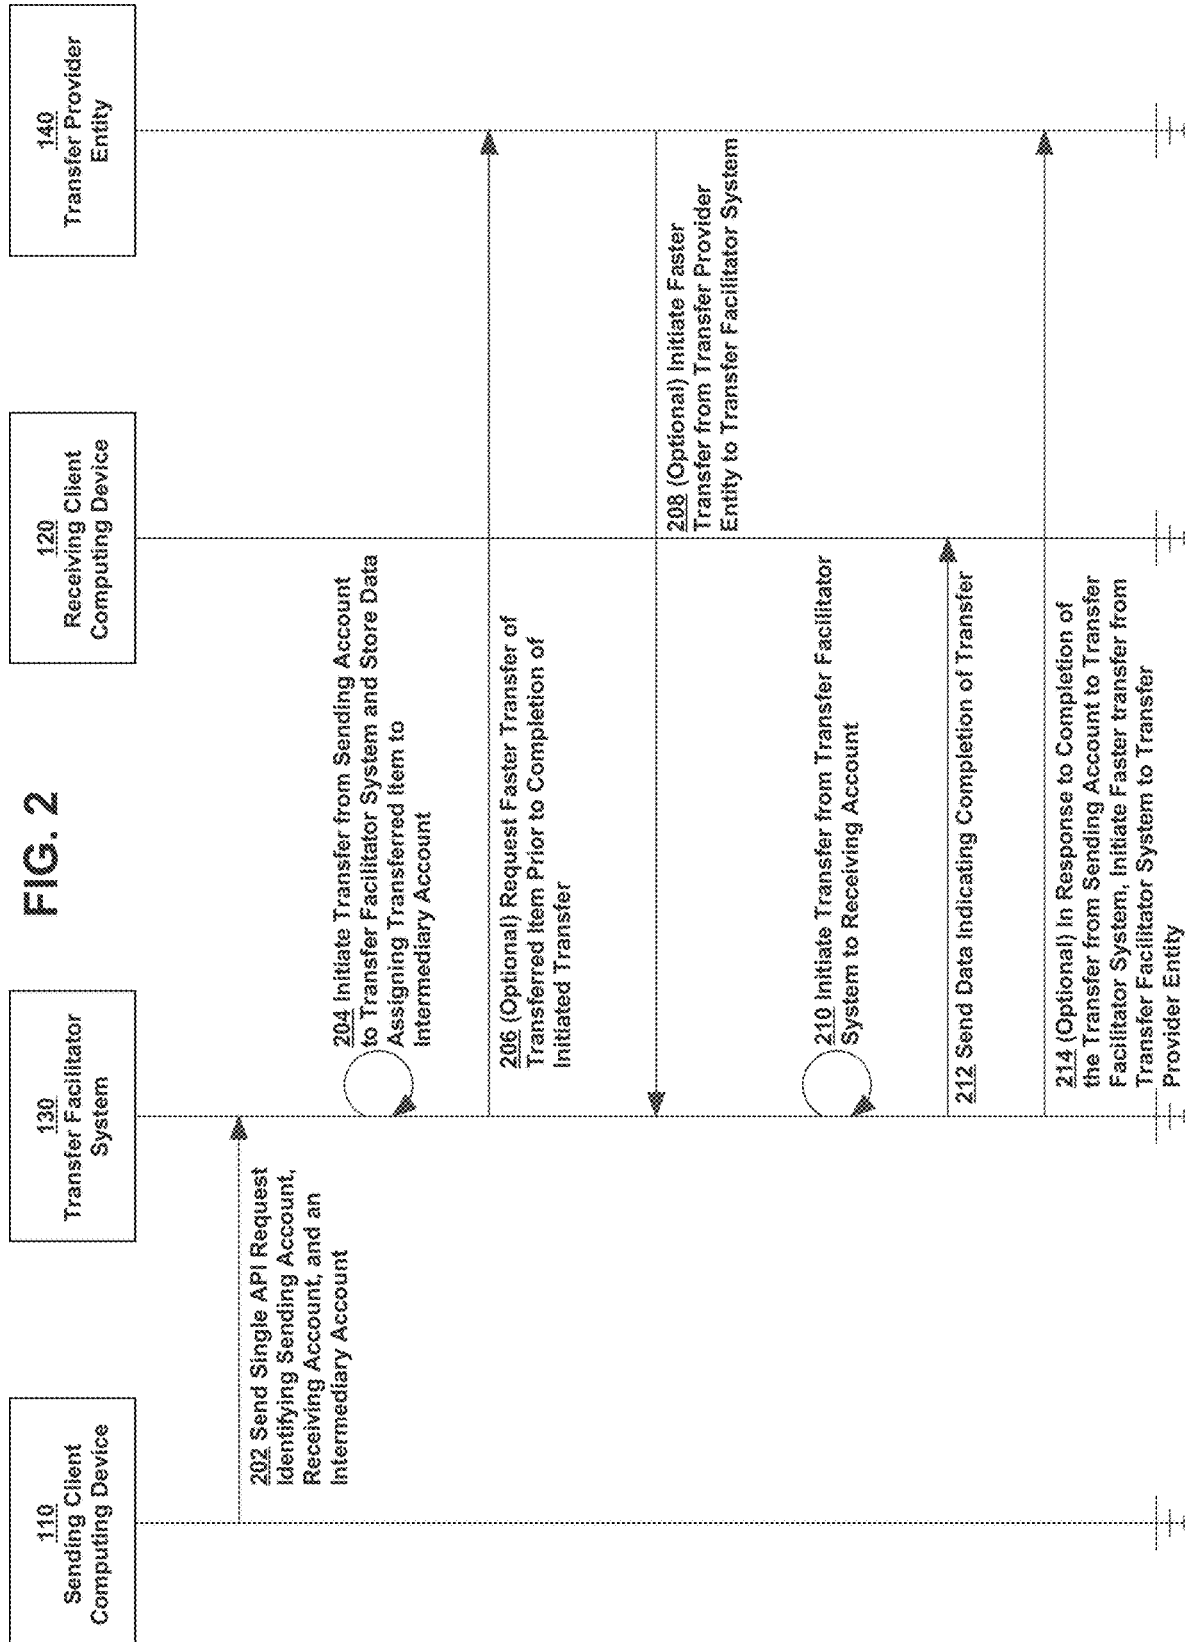 FIG. 2
110
Sending Client
Computing Device
130
Transfer Facilitator
System
120
Receiving Client
Computing Device
140
Transfer Provider
Entity
202 Send Single API Request
Identifying Sending Account,
Receiving Account, and an
Intermediary Account
204 Initiate Transfer from Sending Account
to Transfer Facilitator System and Store Data
Assigning Transferred Item to
Intermediary Account
206 (Optional) Request Faster Transfer of
Transferred Item Prior to Completion of
Initiated Transfer
208 (Optional) Initiate Faster
Transfer from Transfer Provider
Entity to Transfer Facilitator System
210 Initiate Transfer from Transfer Facilitator
System to Receiving Account
212 Send Data Indicating Completion of Transfer
214 (Optional) In Response to Completion of
the Transfer from Sending Account to Transfer
Facilitator System, Initiate Faster transfer from
Transfer Facilitator System to Transfer
Provider Entity